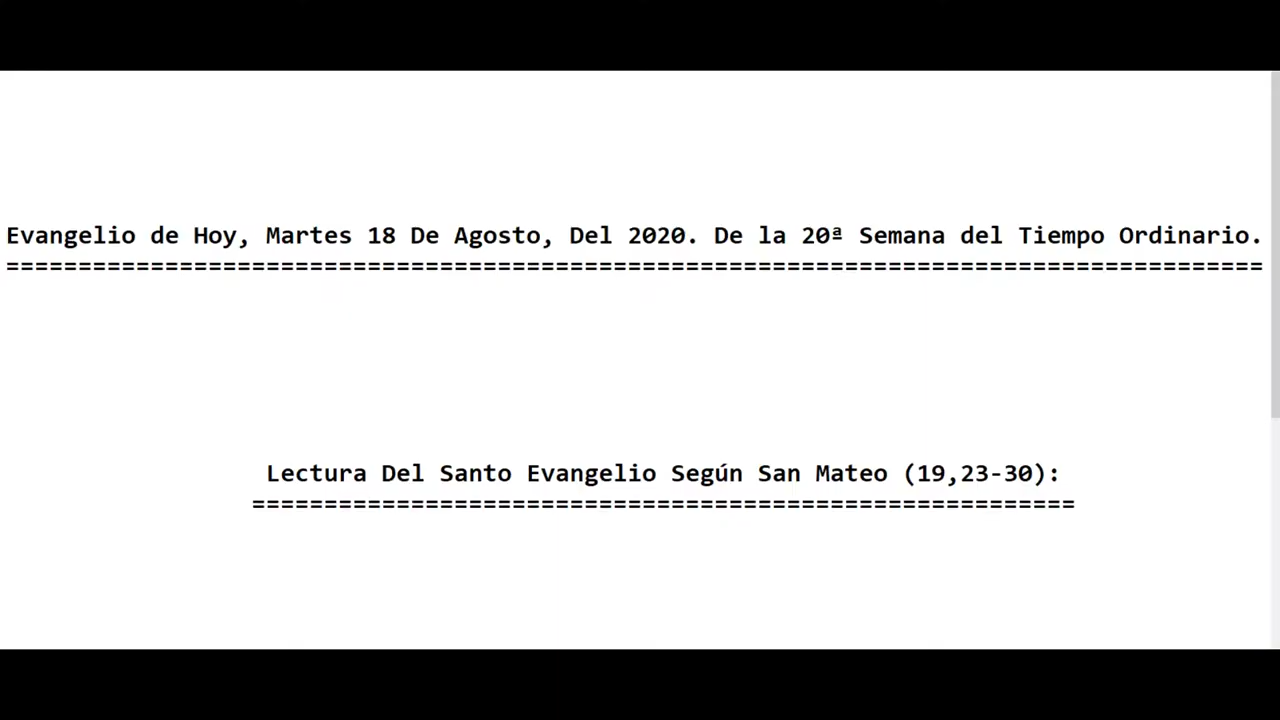 Evangelio de Hoy, Martes 18 De Agosto, Del 2020. De la 20ª Semana del Tiempo Ordinario.
=======================================================================================
Lectura Del Santo Evangelio Según San Mateo (19,23-30):
=========================================================